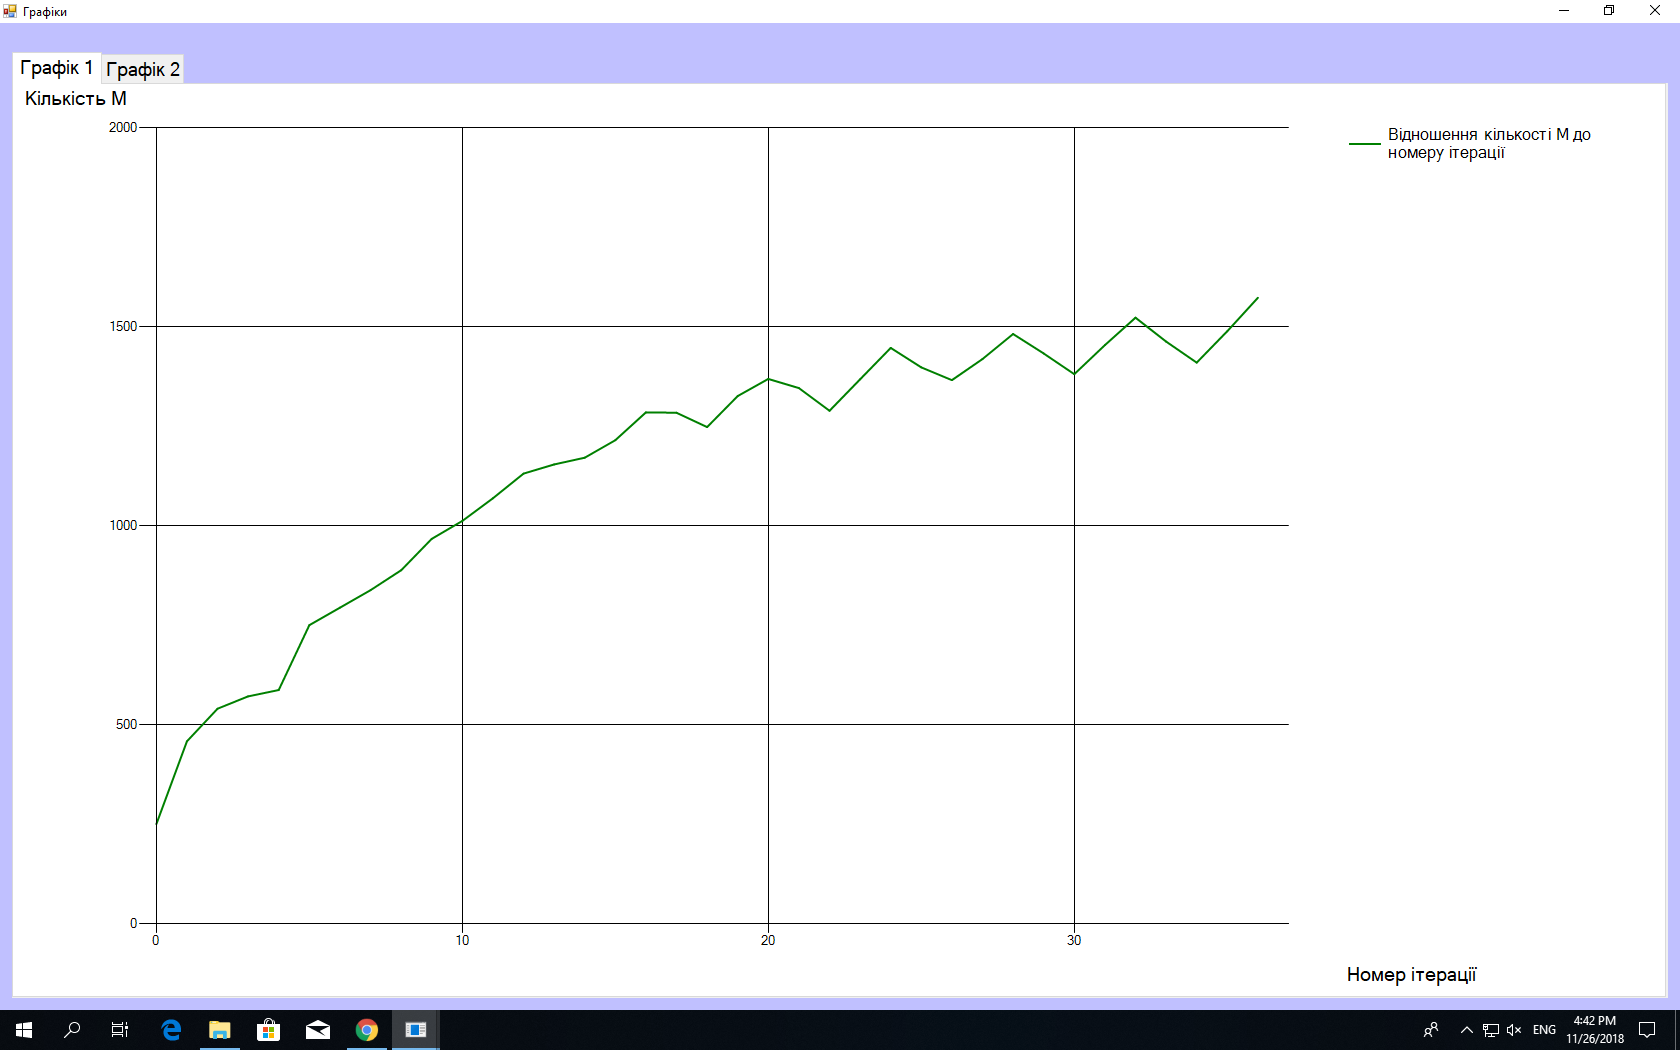 Графіки
Графік 1
Графік 2
Кількість М
2000
1500
1000
500
0
0
10
20
30
Відношення кількості М до
номеру ітерації
Номер ітерації
ENG
4:42 PM
11/26/2018